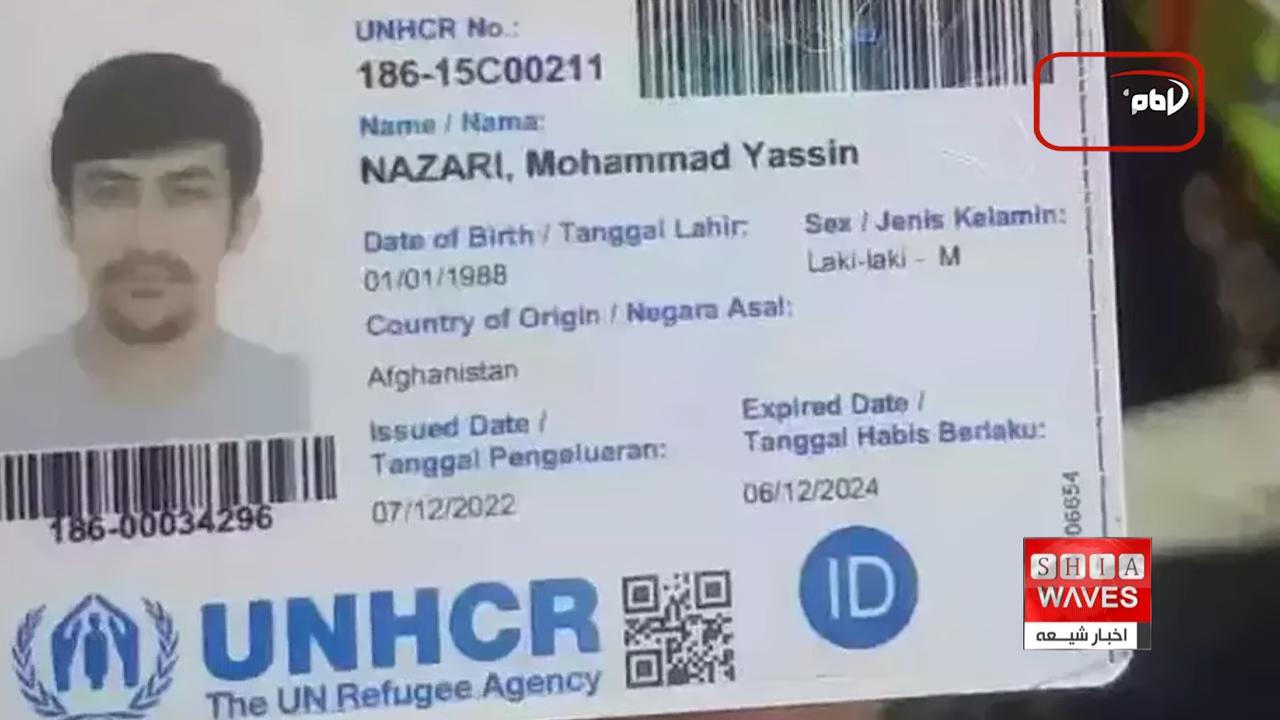 UNHCR No.:
186-15C00211
Name / Nama:
NAZARI, Mohammad Yassin
Date of Birth / Tanggal Lahir:
01/01/1988
Sex / Jenis Kelamin:
Laki-laki - M
Country of Origin / Negara Asal:
Afghanistan
Issued Date /
Tanggal Pengeluaran:
07/12/2022
Expired Date /
Tanggal Habis Berlaku:
06/12/2024
186-00034296
UNHCR
The UN Refugee Agency
ID
06654
SHIA
WAVES
اخبار شیعه